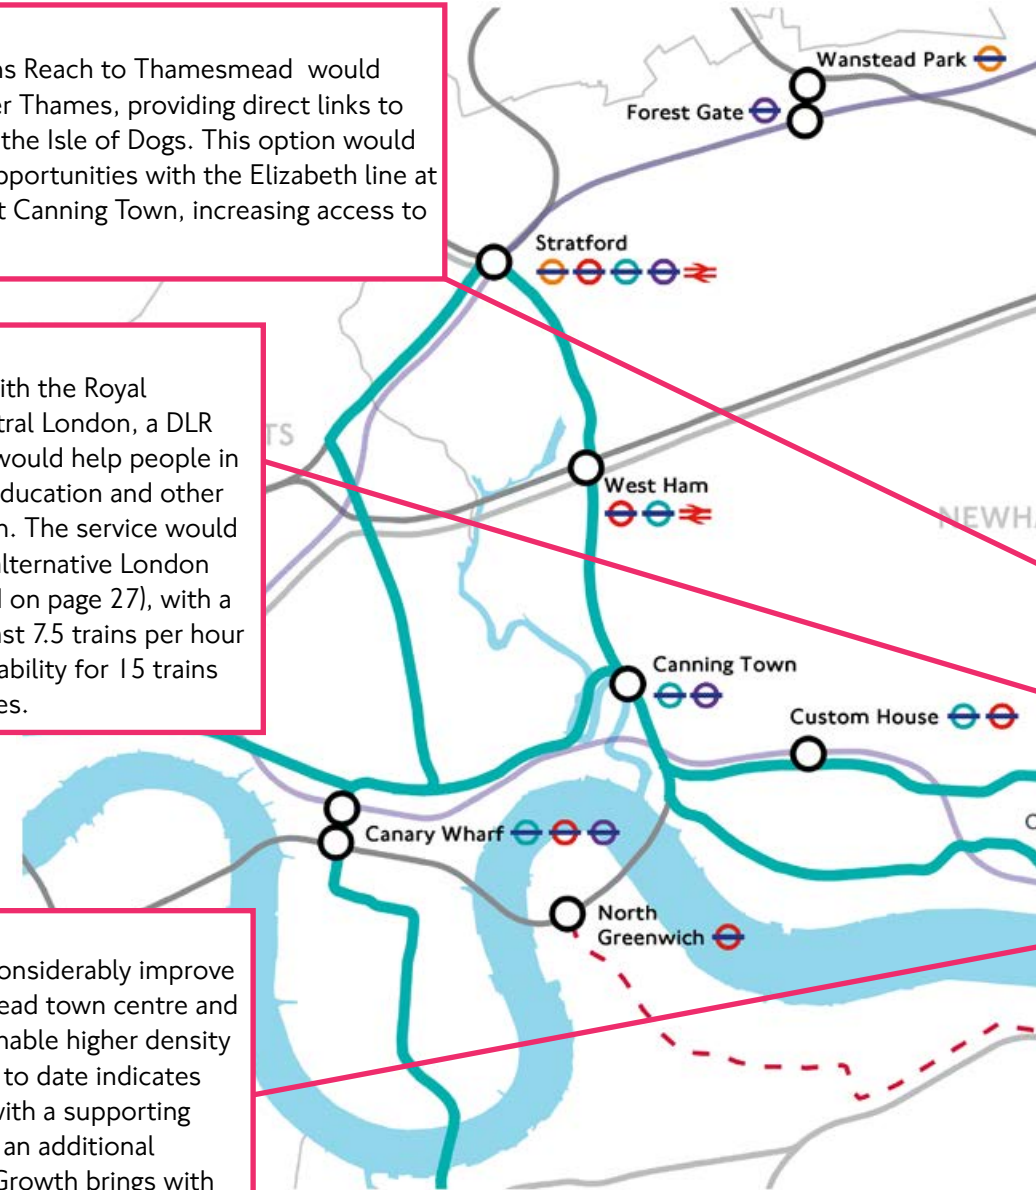 ns Reach to Thamesmead would
er Thames, providing direct links to
the Isle of Dogs. This option would
pportunities with the Elizabeth line at
t Canning Town, increasing access to
Wanstead Park
Forest Gate
Stratford
ith the Royal
tral London, a DLR
would help people in
ducation and other
n. The service would
lternative London
l on page 27), with a
ast 7.5 trains per hour
ability for 15 trains
es.
TS
West Ham
NEWHA
Canning Town
Custom House
Canary Wharf
North
Greenwich
onsiderably improve
ead town centre and
nable higher density
to date indicates
with a supporting
an additional
Growth brings with